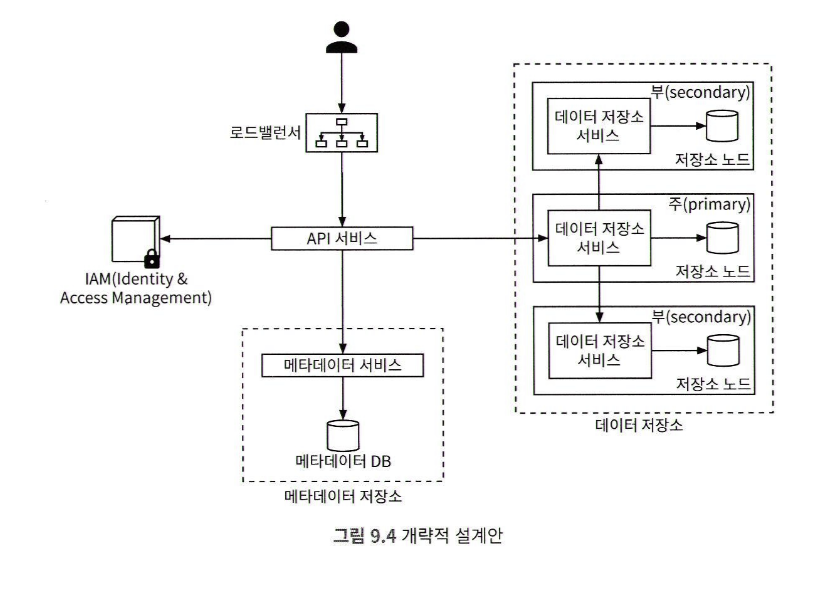 로드밸런서
API 서비스
IAM(Identity &
Access Management)
메타데이터 서비스
메타데이터 DB
메타데이터 저장소
부(secondary)
데이터 저장소
서비스
저장소 노드
주(primary)
데이터 저장소
서비스
저장소 노드
부(secondary)
데이터 저장소
서비스
저장소 노드
데이터 저장소
그림 9.4 개략적 설계안